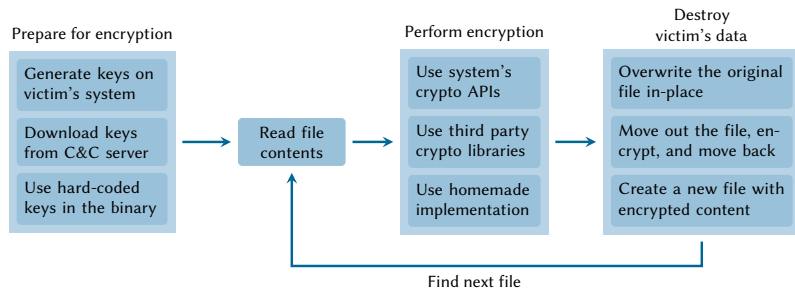 Prepare for encryption
Generate keys on
victim's system
Download keys
from C&C server
Use hard-coded
keys in the binary
Read file
contents
Perform encryption
Use system's
crypto APIs
Use third party
crypto libraries
Use homemade
implementation
Destroy
victim's data
Overwrite the original
file in-place
Move out the file, en-
crypt, and move back
Create a new file with
encrypted content
Find next file